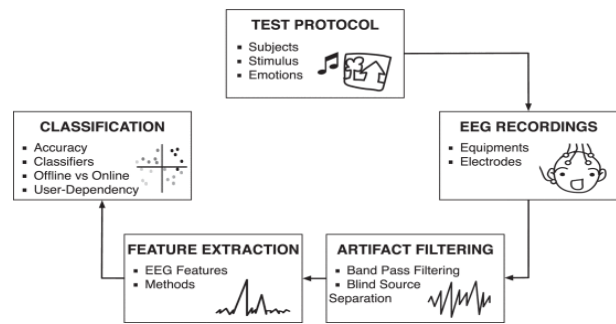 TEST PROTOCOL
▪ Subjects
▪ Stimulus
▪ Emotions
CLASSIFICATION
▪ Accuracy
▪ Classifiers
▪ Offline vs Online
▪ User-Dependency
EEG RECORDINGS
▪ Equipments
▪ Electrodes
FEATURE EXTRACTION
▪ EEG Features
▪ Methods
ARTIFACT FILTERING
▪ Band Pass Filtering
▪ Blind Source
Separation